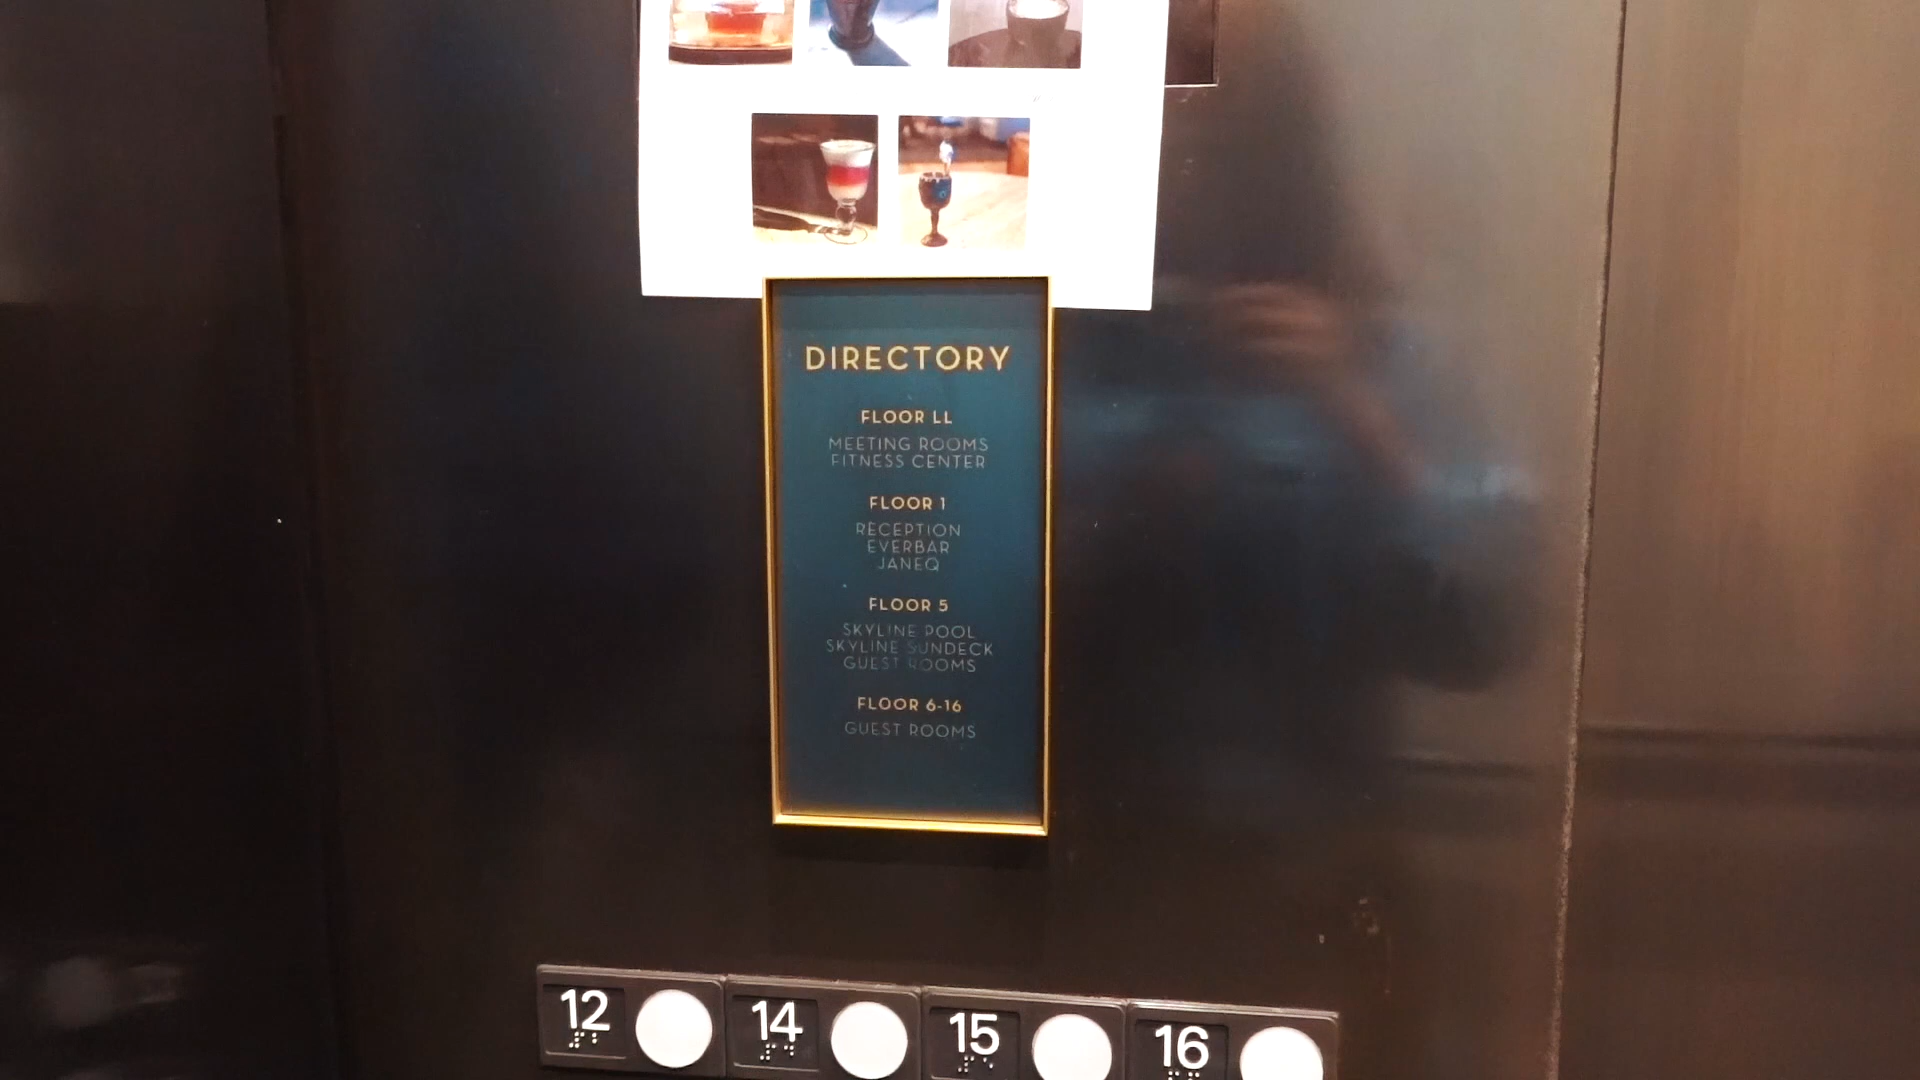 DIRECTORY
FLOOR LL
MEETING ROOMS
FITNESS CENTER
FLOOR 1
RECEPTION
EVERBAR
JANEQ
FLOOR 5
SKYLINE POOL
SKYLINE SUNDECK
GUEST ROOMS
FLOOR 6-16
GUEST ROOMS
12 14 15 16